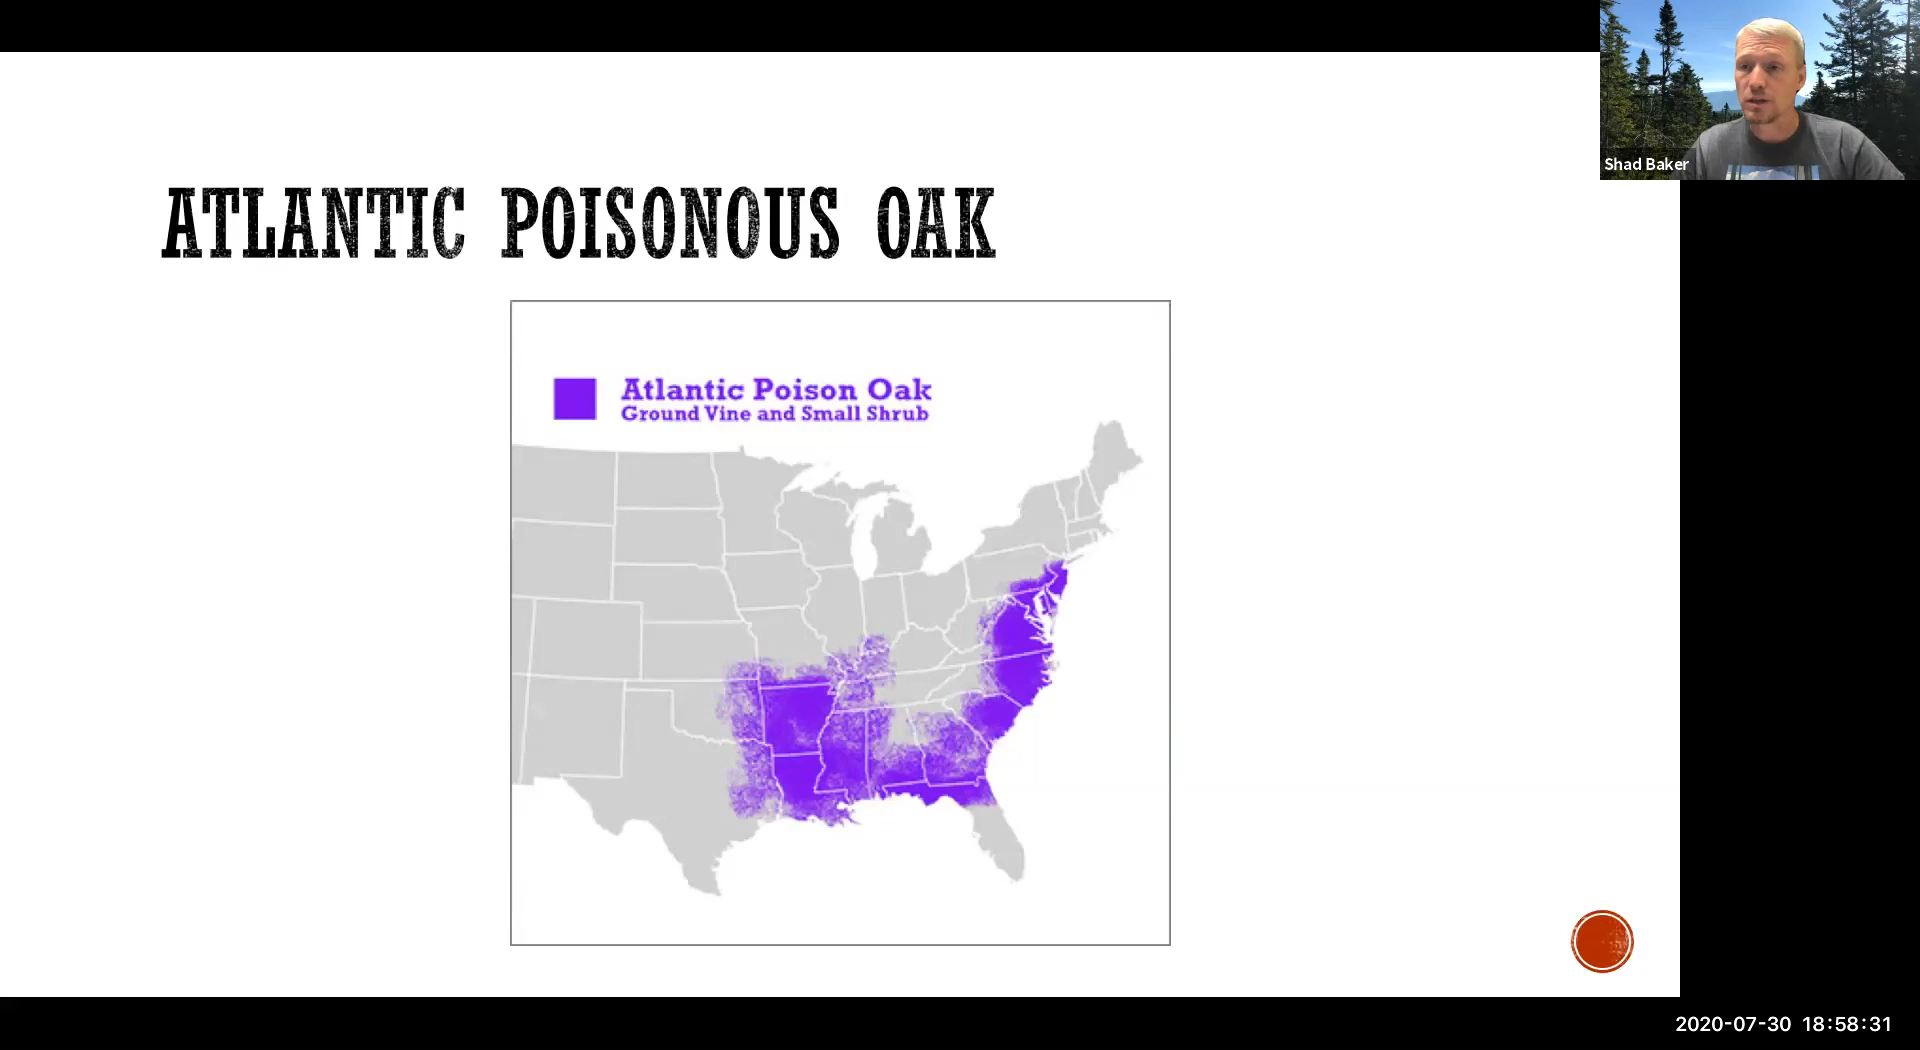 Shad Baker
ATLANTIC POISONOUS OAK
Atlantic Poison Oak
Ground Vine and Small Shrub
2020-07-30 18:58:31